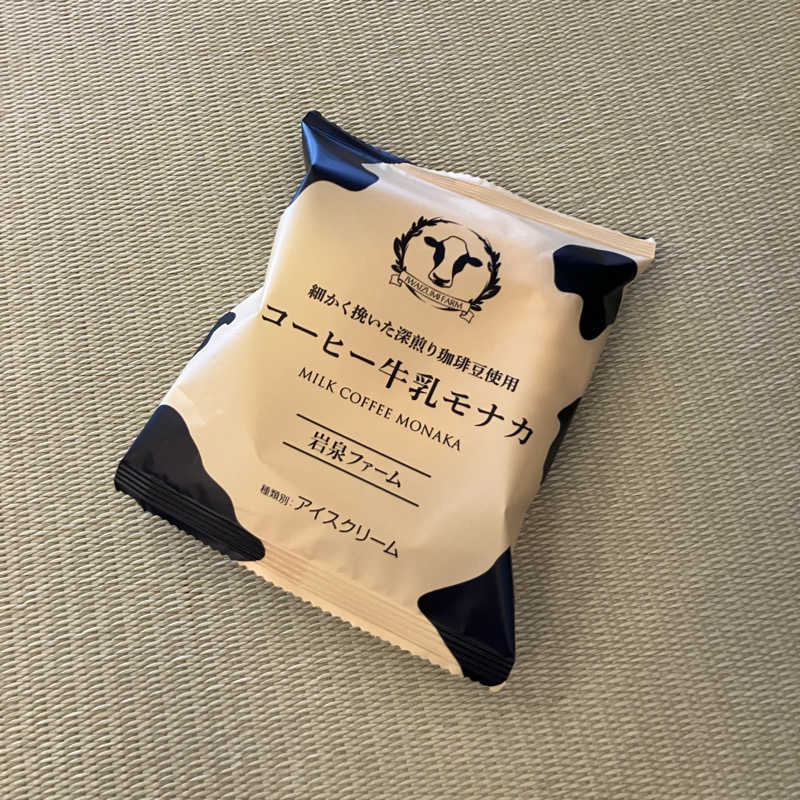 IWAIZUMI FARM
細かく挽いた深煎り珈琲豆使用
コーヒー牛乳モナカ
MILK COFFEE MONAKA
岩泉ファーム
種類別:アイスクリーム